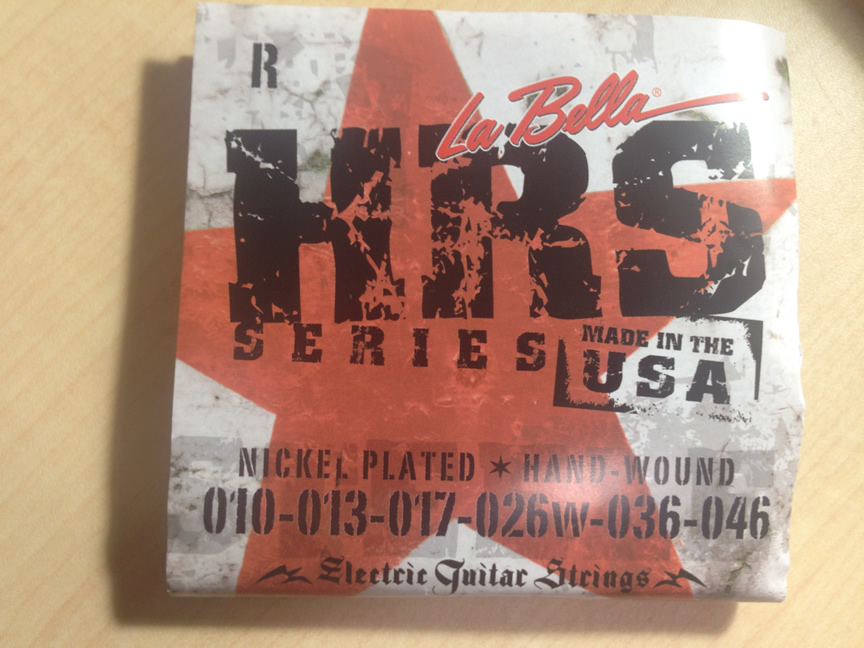 R
La Bella®
HRS
SERIES
MADE IN THE
USA
NICKEL PLATED ✶ HAND-WOUND
010-013-017-026w-036-046
Electric Guitar Strings